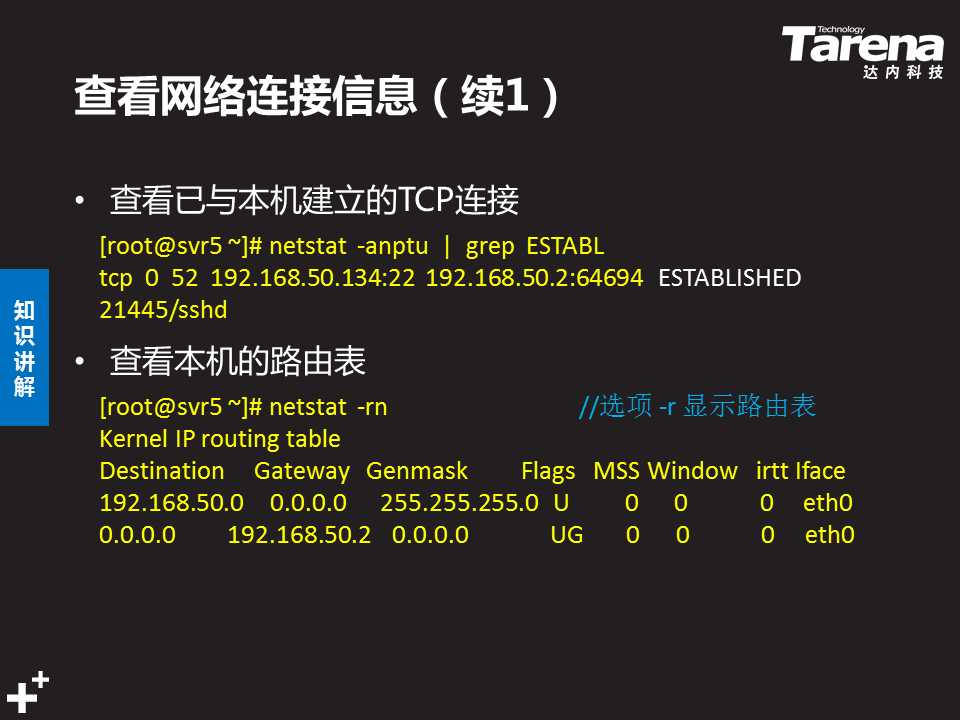 Technology
Tarena
达内科技
查看网络连接信息（续1）
• 查看已与本机建立的TCP连接
[root@svr5 ~]# netstat -anptu | grep ESTABL
tcp 0 52 192.168.50.134:22 192.168.50.2:64694 ESTABLISHED
21445/sshd
知识讲解
• 查看本机的路由表
[root@svr5 ~]# netstat -rn //选项 -r 显示路由表
Kernel IP routing table
Destination Gateway Genmask Flags MSS Window irtt Iface
192.168.50.0 0.0.0.0 255.255.255.0 U 0 0 0 eth0
0.0.0.0 192.168.50.2 0.0.0.0 UG 0 0 0 eth0